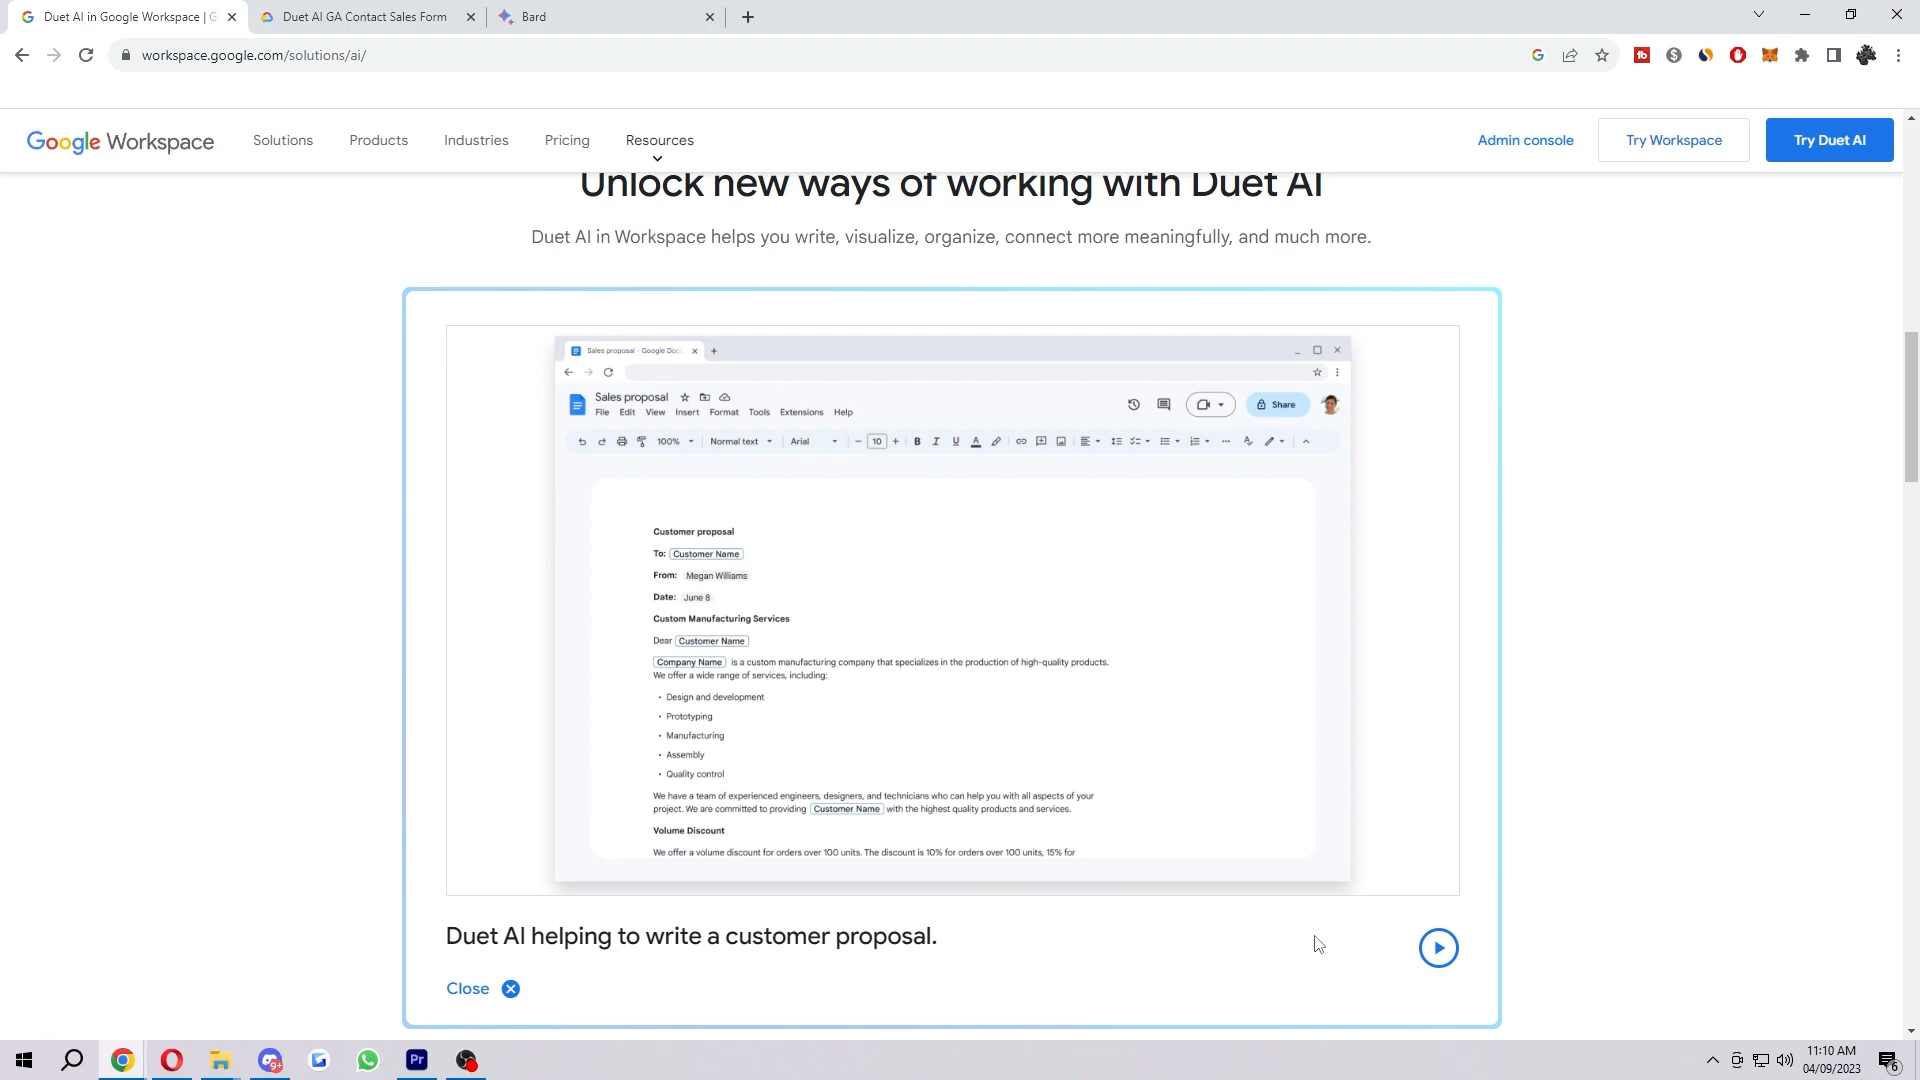 Duet AI in Google Workspace | G
Duet AI GA Contact Sales Form
Bard
workspace.google.com/solutions/ai/
Google Workspace
Solutions
Products
Industries
Pricing
Resources
Admin console
Try Workspace
Try Duet AI
Unlock new ways of working with Duet AI
Duet AI in Workspace helps you write, visualize, organize, connect more meaningfully, and much more.
Sales proposal - Google Docs
Sales proposal
File Edit View Insert Format Tools Extensions Help
Share
100% Normal text Arial 10 B I U A
Customer proposal
To: Customer Name
From: Megan Williams
Date: June 8
Custom Manufacturing Services
Dear Customer Name
Company Name is a custom manufacturing company that specializes in the production of high-quality products.
We offer a wide range of services, including:
• Design and development
• Prototyping
• Manufacturing
• Assembly
• Quality control
We have a team of experienced engineers, designers, and technicians who can help you with all aspects of your
project. We are committed to providing Customer Name with the highest quality products and services.
Volume Discount
We offer a volume discount for orders over 100 units. The discount is 10% for orders over 100 units, 15% for
Duet AI helping to write a customer proposal.
Close
9+
Pr
11:10 AM
04/09/2023
6